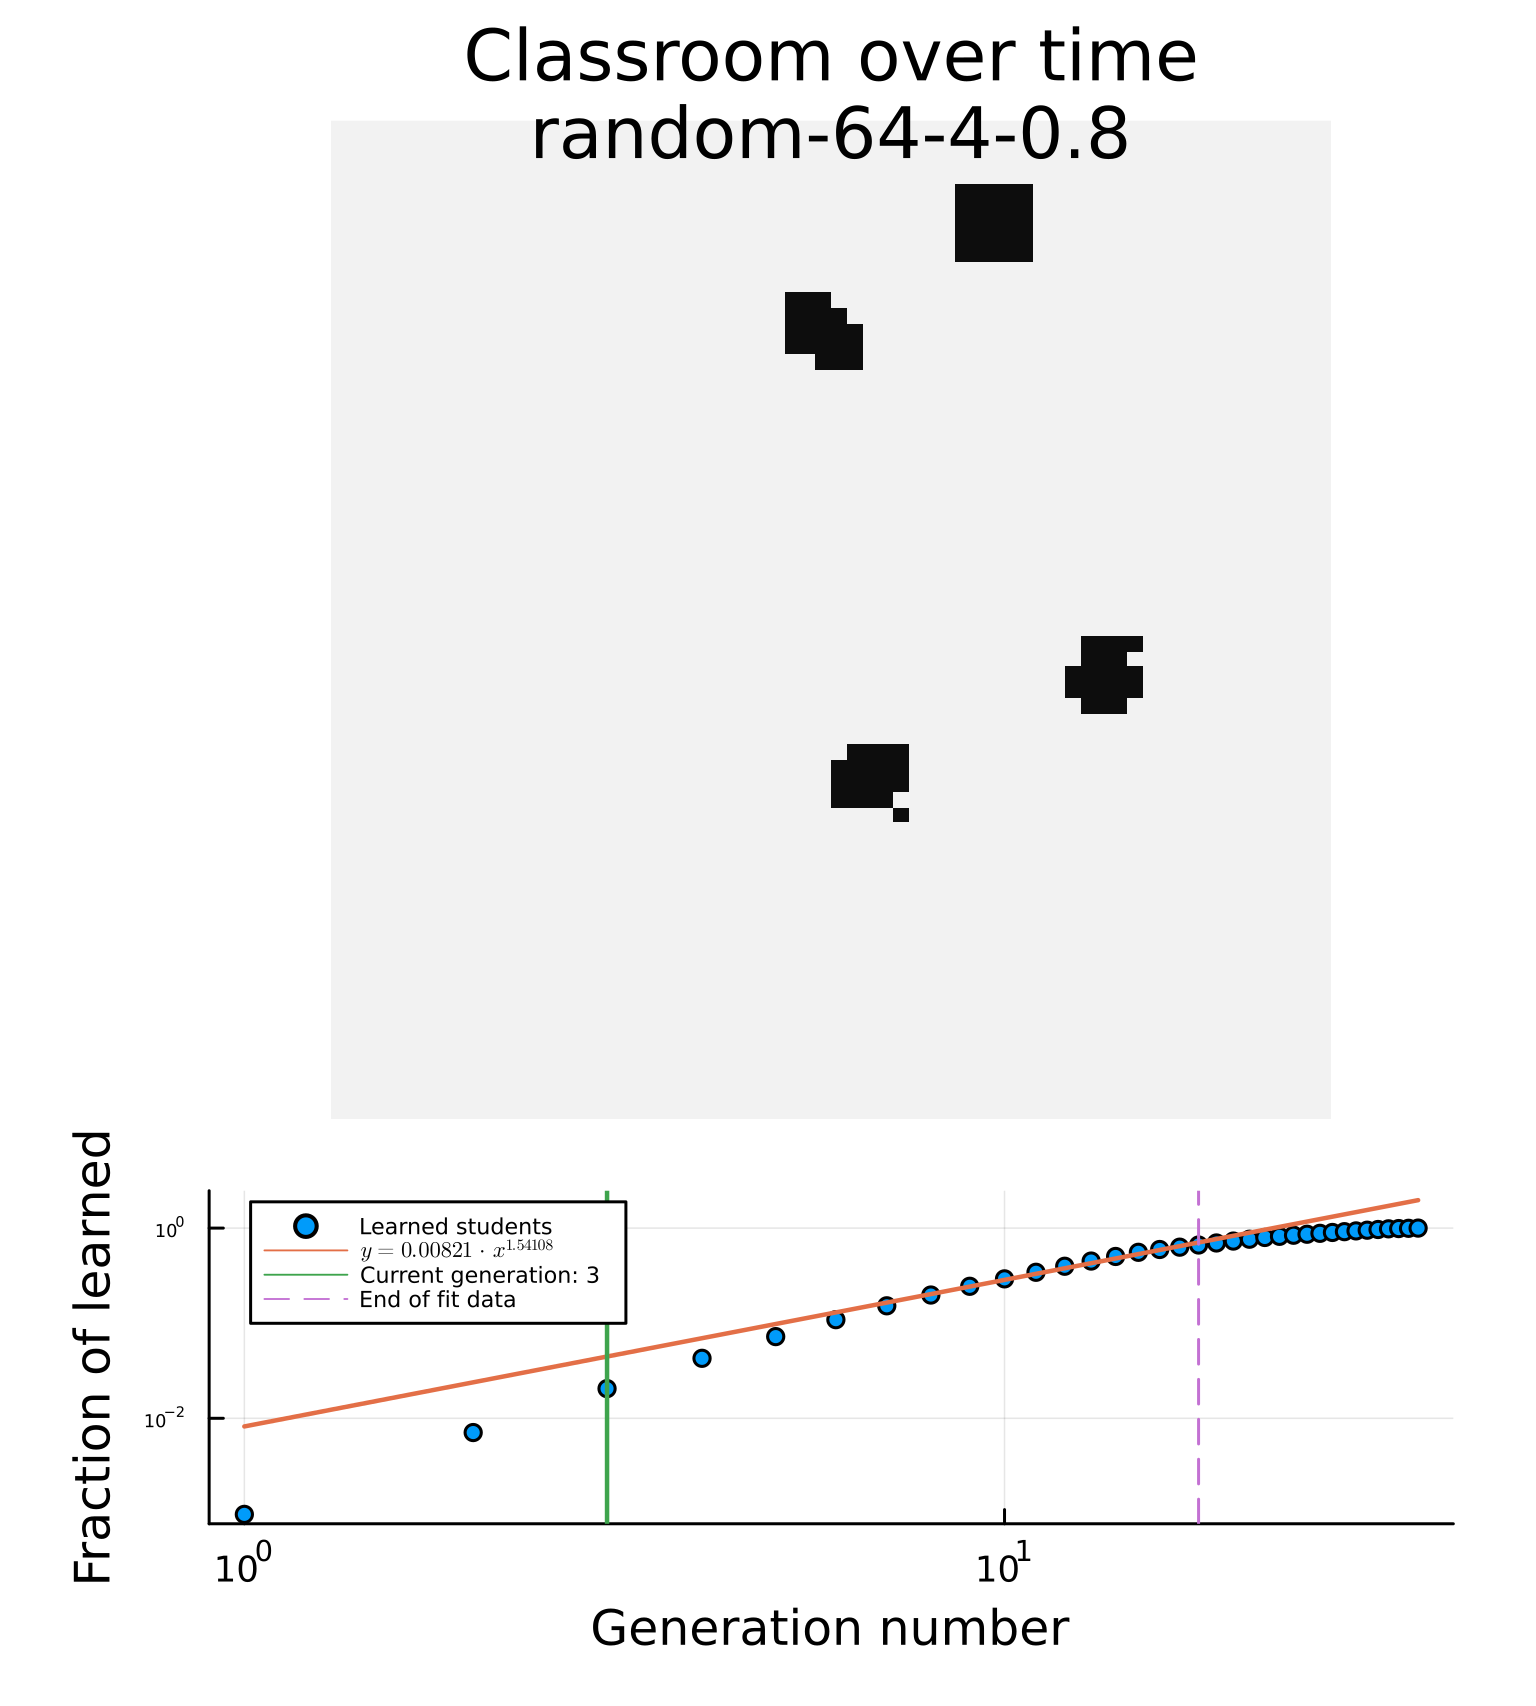 Classroom over time
random-64-4-0.8
Fraction of learned
10^0
10^-2
Learned students
y = 0.00821 · x^1.54108
Current generation: 3
End of fit data
10^0
10^1
Generation number